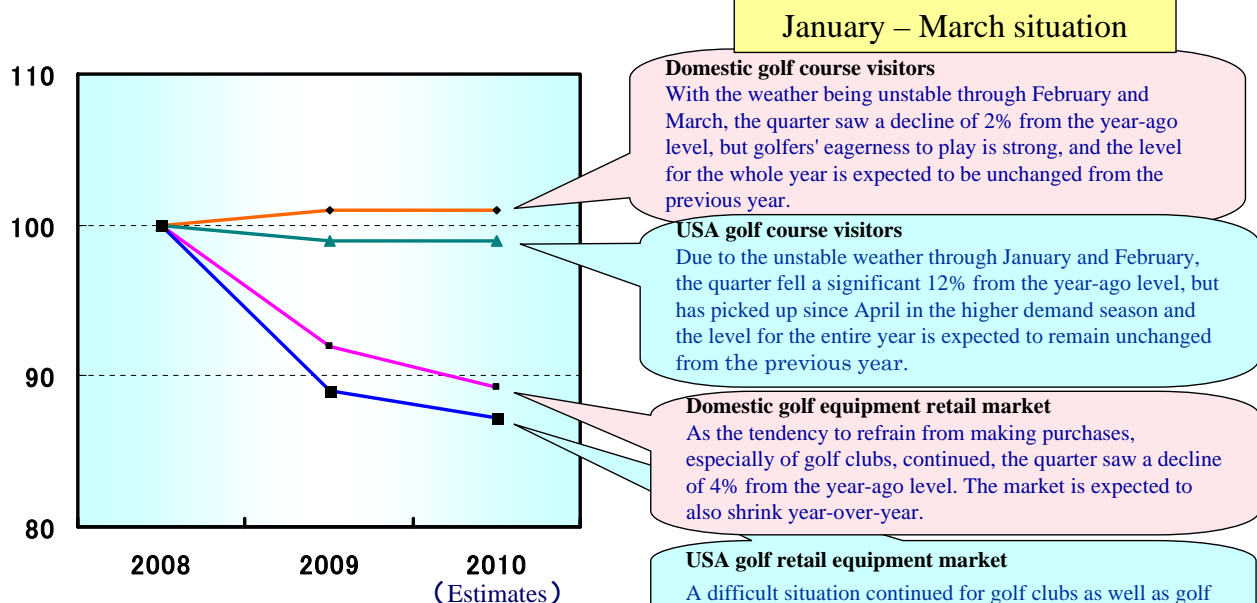 January – March situation
110
100
90
80
2008 2009 2010
(Estimates)
Domestic golf course visitors
With the weather being unstable through February and
March, the quarter saw a decline of 2% from the year-ago
level, but golfers' eagerness to play is strong, and the level
for the whole year is expected to be unchanged from the
previous year.
USA golf course visitors
Due to the unstable weather through January and February,
the quarter fell a significant 12% from the year-ago level, but
has picked up since April in the higher demand season and
the level for the entire year is expected to remain unchanged
from the previous year.
Domestic golf equipment retail market
As the tendency to refrain from making purchases,
especially of golf clubs, continued, the quarter saw a decline
of 4% from the year-ago level. The market is expected to
also shrink year-over-year.
USA golf retail equipment market
A difficult situation continued for golf clubs as well as golf